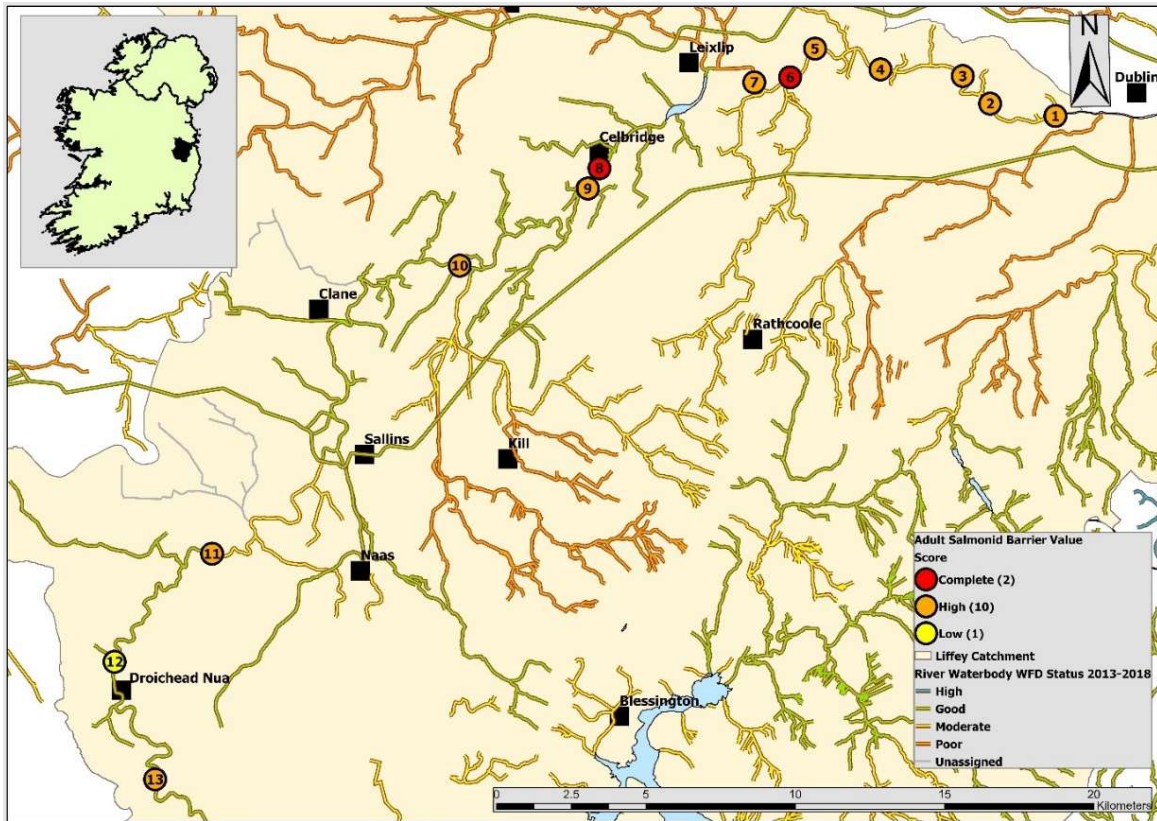 Leixlip
N
Dublin
7
6
5
4
3
2
1
Celbridge
8
9
10
Clane
Rathcoole
Sallins
Kill
11
Naas
12
Droichead Nua
Blessington
13
Adult Salmonid Barrier Value
Score
Complete (2)
High (10)
Low (1)
Liffey Catchment
River Waterbody WFD Status 2013-2018
High
Good
Moderate
Poor
Unassigned
0 2.5 5 10 15 20
Kilometers